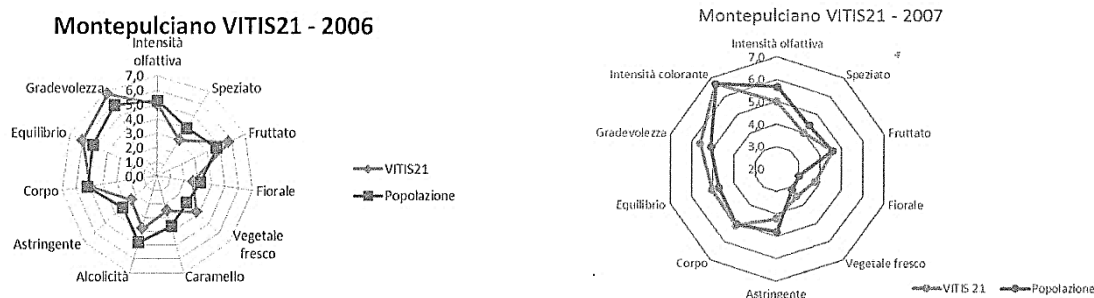 Montepulciano VITIS21 - 2006
Intensità
olfattiva
7,0
6,0
5,0
4,0
3,0
2,0
1,0
0,0
Speziato
Fruttato
Fiorale
Vegetale
fresco
Caramello
Alcolicità
Astringente
Corpo
Equilibrio
Gradevolezza
VITIS21
Popolazione
Montepulciano VITIS21 - 2007
Intensità olfattiva
7,0
6,0
5,0
4,0
3,0
2,0
Speziato
Fruttato
Fiorale
Vegetale fresco
Astringente
Corpo
Equilibrio
Gradevolezza
Intensità colorante
VITIS 21
Popolazione